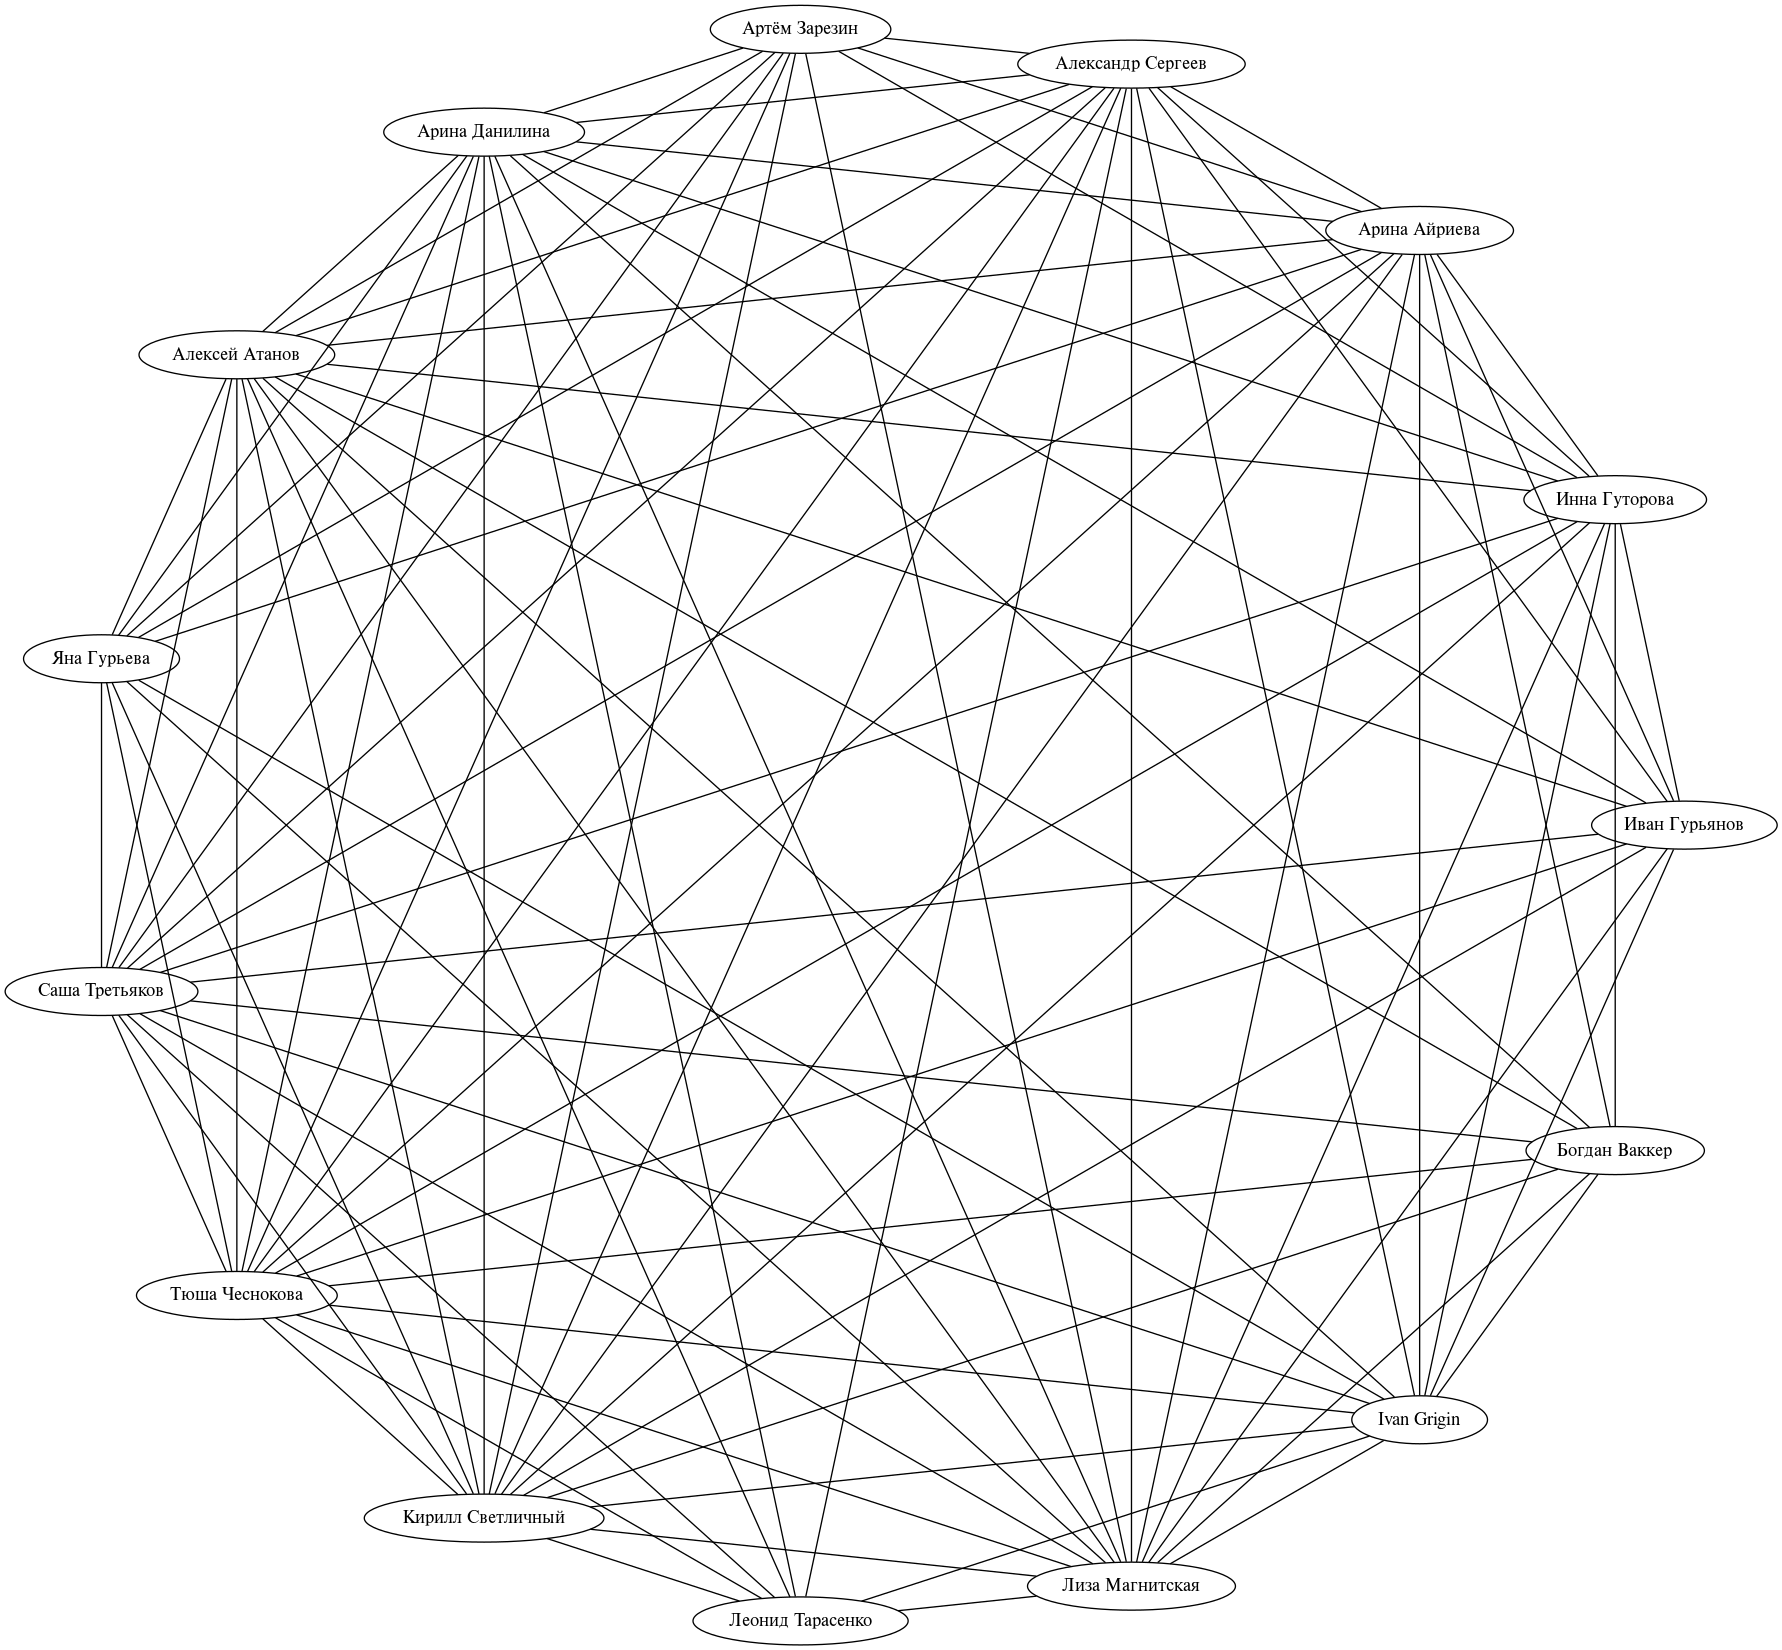 Артём Зарезин
Александр Сергеев
Арина Данилина
Арина Айриева
Алексей Атанов
Инна Гуторова
Яна Гурьева
Иван Гурьянов
Саша Третьяков
Богдан Ваккер
Тюша Чеснокова
Ivan Grigin
Кирилл Светличный
Лиза Магнитская
Леонид Тарасенко